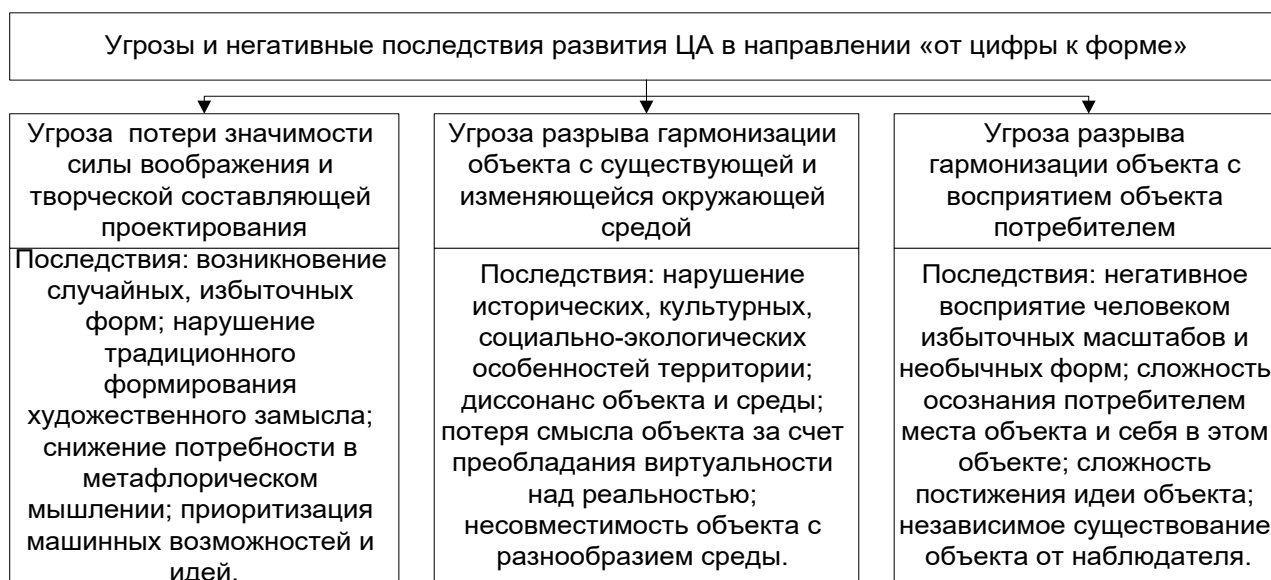 Угрозы и негативные последствия развития ЦА в направлении «от цифры к форме»
Угроза потери значимости
силы воображения и
творческой составляющей
проектирования
Последствия: возникновение
случайных, избыточных
форм; нарушение
традиционного
формирования
художественного замысла;
снижение потребности в
метафлорическом
мышлении; приоритизация
машинных возможностей и
идей.
Угроза разрыва гармонизации
объекта с существующей и
изменяющейся окружающей
средой
Последствия: нарушение
исторических, культурных,
социально-экологических
особенностей территории;
диссонанс объекта и среды;
потеря смысла объекта за счет
преобладания виртуальности
над реальностью;
несовместимость объекта с
разнообразием среды.
Угроза разрыва
гармонизации объекта с
восприятием объекта
потребителем
Последствия: негативное
восприятие человеком
избыточных масштабов и
необычных форм; сложность
осознания потребителем
места объекта и себя в этом
объекте; сложность
постижения идеи объекта;
независимое существование
объекта от наблюдателя.